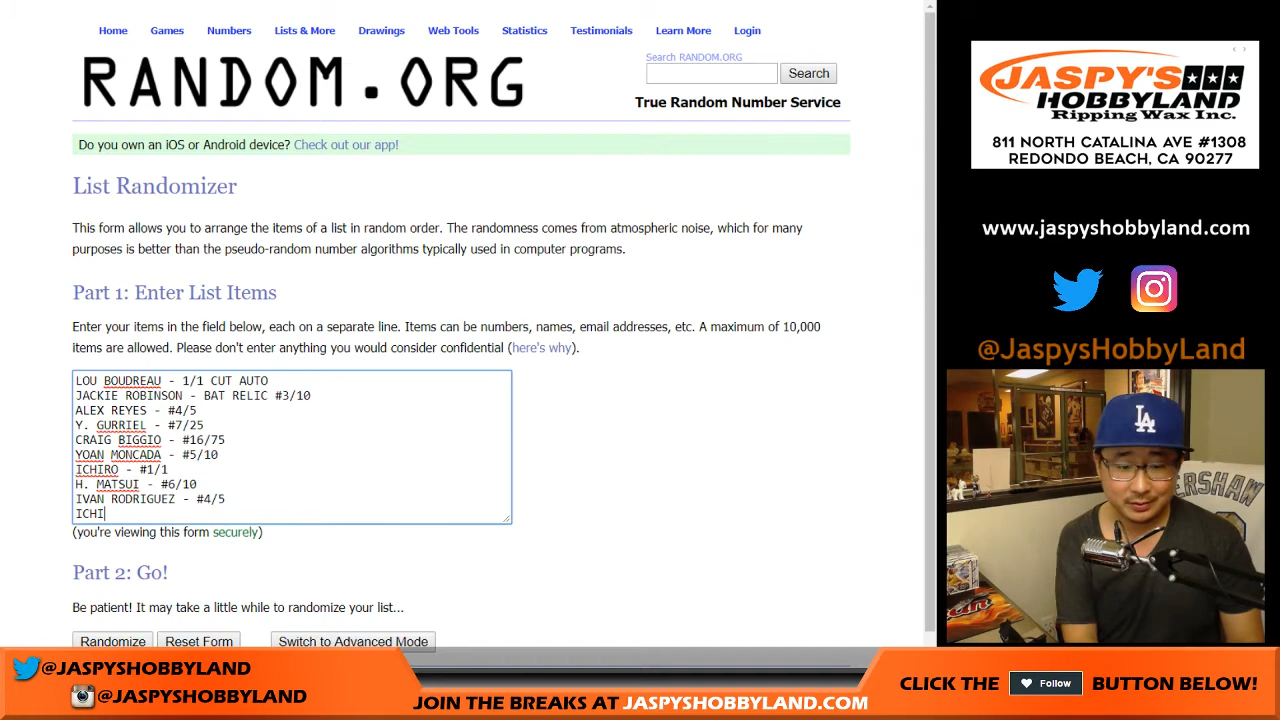 Home Games Numbers Lists & More Drawings Web Tools Statistics Testimonials Learn More Login
RANDOM.ORG
Search RANDOM.ORG
Search
True Random Number Service
Do you own an iOS or Android device? Check out our app!
List Randomizer
This form allows you to arrange the items of a list in random order. The randomness comes from atmospheric noise, which for many
purposes is better than the pseudo-random number algorithms typically used in computer programs.
Part 1: Enter List Items
Enter your items in the field below, each on a separate line. Items can be numbers, names, email addresses, etc. A maximum of 10,000
items are allowed. Please don't enter anything you would consider confidential (here's why).
LOU BOUDREAU - 1/1 CUT AUTO
JACKIE ROBINSON - BAT RELIC #3/10
ALEX REYES - #4/5
Y. GURRIEL - #7/25
CRAIG BIGGIO - #16/75
YOAN MONCADA - #5/10
ICHIRO - #1/1
H. MATSUI - #6/10
IVAN RODRIGUEZ - #4/5
ICHI
(you're viewing this form securely)
Part 2: Go!
Be patient! It may take a little while to randomize your list...
Randomize Reset Form Switch to Advanced Mode
JASPY'S
HOBBYLAND
Ripping Wax Inc.
811 NORTH CATALINA AVE #1308
REDONDO BEACH, CA 90277
www.jaspyshobbyland.com
@JaspysHobbyLand
LA
ERSHAW
@JASPYSHOBBYLAND
@JASPYSHOBBYLAND
JOIN THE BREAKS AT JASPYSHOBBYLAND.COM
CLICK THE Follow BUTTON BELOW!